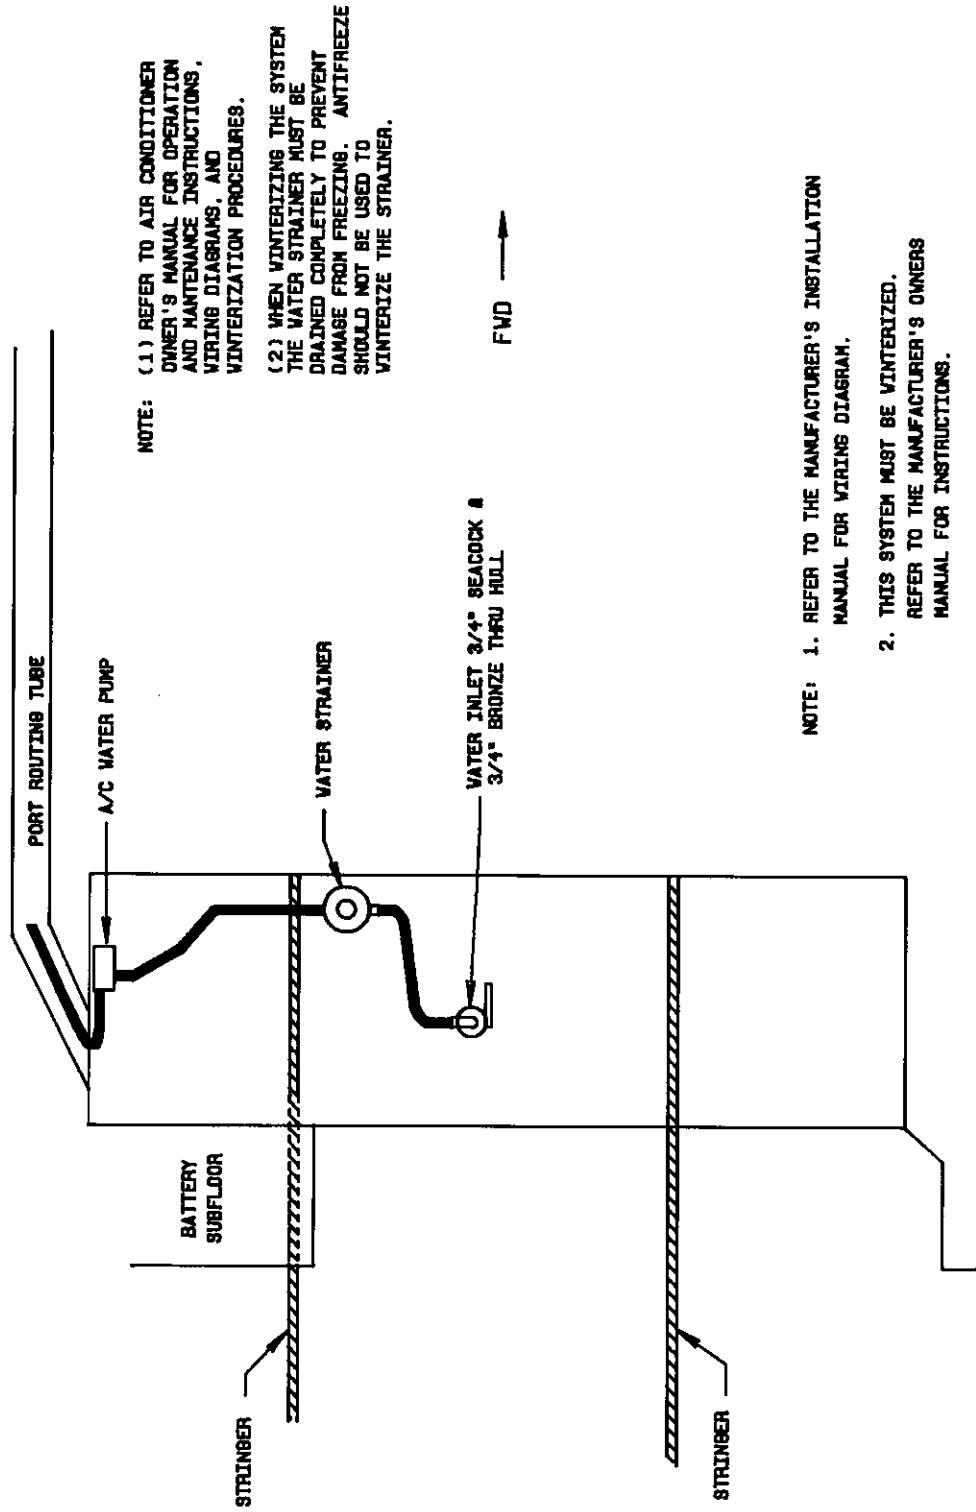 PORT ROUTING TUBE
A/C WATER PUMP
NOTE: (1) REFER TO AIR CONDITIONER
OWNER'S MANUAL FOR OPERATION
AND MANTENANCE INSTRUCTIONS,
WIRING DIAGRAMS, AND
WINTERIZATION PROCEDURES.
(2) WHEN WINTERIZING THE SYSTEM
THE WATER STRAINER MUST BE
DRAINED COMPLETELY TO PREVENT
DAMAGE FROM FREEZING. ANTIFREEZE
SHOULD NOT BE USED TO
WINTERIZE THE STRAINER.
BATTERY
SUBFLOOR
STRINGER
WATER STRAINER
FWD
WATER INLET 3/4" SEACOCK &
3/4" BRONZE THRU HULL
STRINGER
NOTE: 1. REFER TO THE MANUFACTURER'S INSTALLATION
MANUAL FOR WIRING DIAGRAM.
2. THIS SYSTEM MUST BE WINTERIZED.
REFER TO THE MANUFACTURER'S OWNERS
MANUAL FOR INSTRUCTIONS.